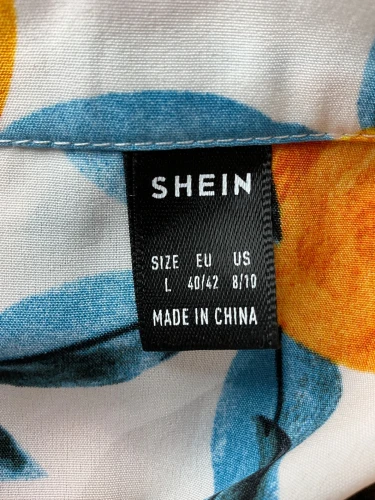 SHEIN
SIZE EU US
L 40/42 8/10
MADE IN CHINA